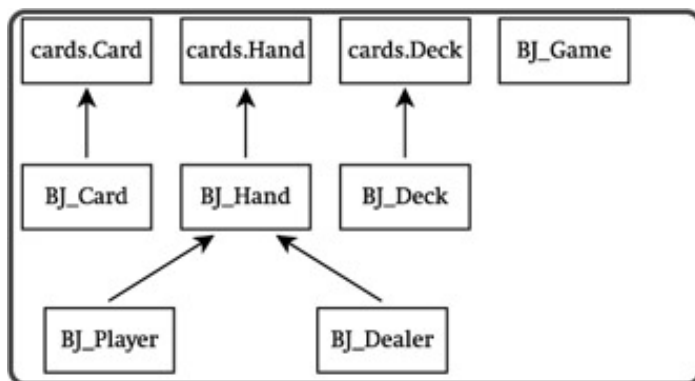 cards.Card cards.Hand cards.Deck BJ_Game
BJ_Card BJ_Hand BJ_Deck
BJ_Player BJ_Dealer